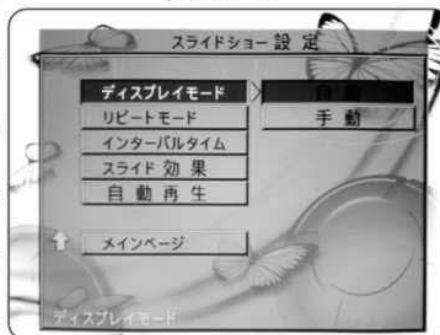 スライドショー設定
ディスプレイモード
自動
リピートモード
手動
インターバルタイム
スライド効果
自動再生
メインページ
ディスプレイモード